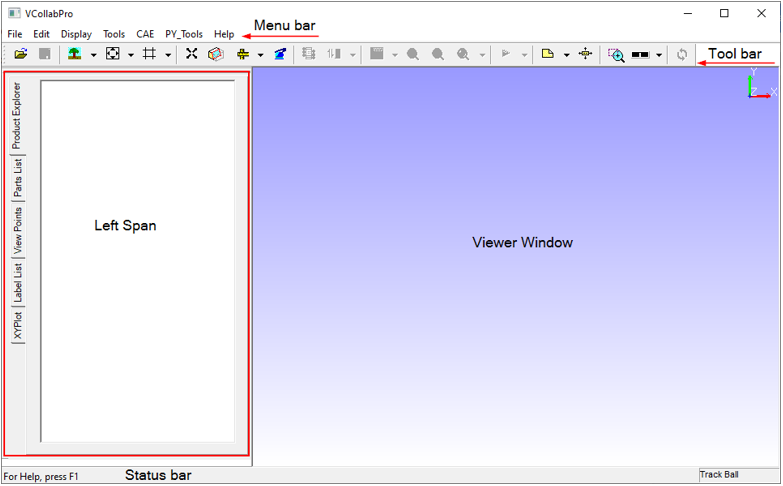 VCollabPro
File Edit Display Tools CAE PY_Tools Help
Menu bar
Tool bar
Product Explorer
Parts List
View Points
Label List
XYPlot
Left Span
Viewer Window
Y
Z X
For Help, press F1
Status bar
Track Ball